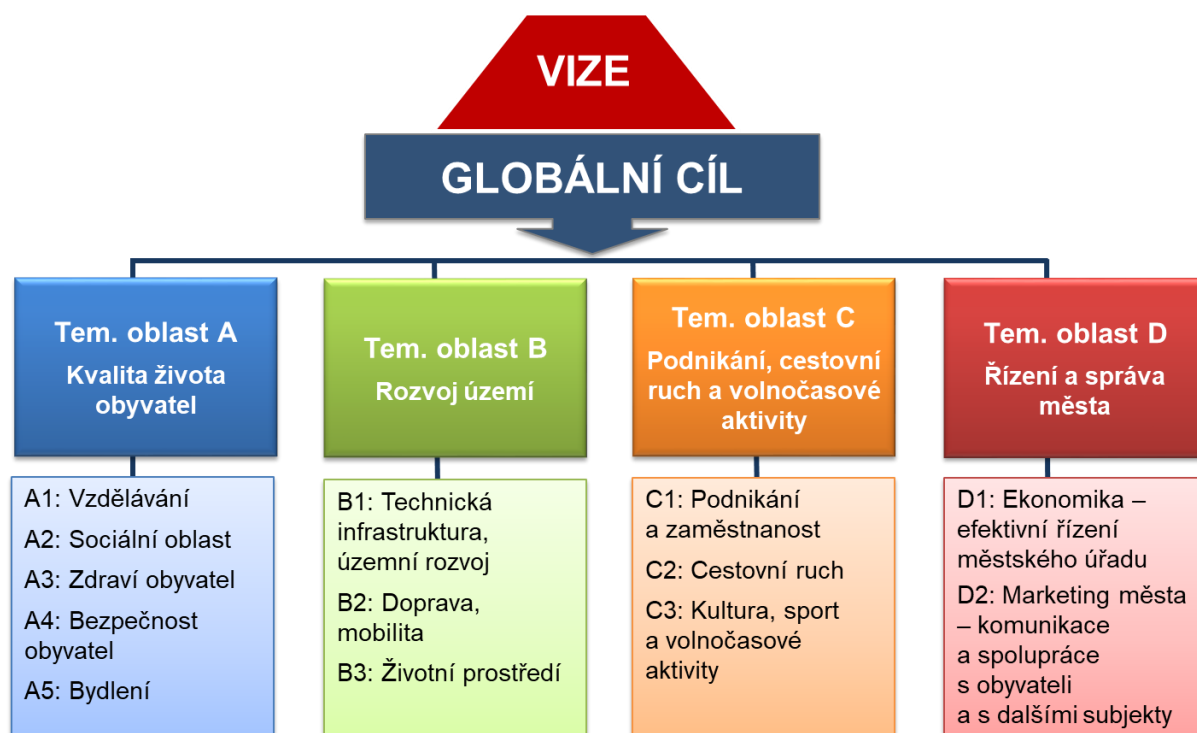 VIZE
GLOBÁLNÍ CÍL
Tem. oblast A
Kvalita života
obyvatel
A1: Vzdělávání
A2: Sociální oblast
A3: Zdraví obyvatel
A4: Bezpečnost
obyvatel
A5: Bydlení
Tem. oblast B
Rozvoj území
B1: Technická
infrastruktura,
územní rozvoj
B2: Doprava,
mobilita
B3: Životní prostředí
Tem. oblast C
Podnikání, cestovní
ruch a volnočasové
aktivity
C1: Podnikání
a zaměstnanost
C2: Cestovní ruch
C3: Kultura, sport
a volnočasové
aktivity
Tem. oblast D
Řízení a správa
města
D1: Ekonomika –
efektivní řízení
městského úřadu
D2: Marketing města
– komunikace
a spolupráce
s obyvateli
a s dalšími subjekty